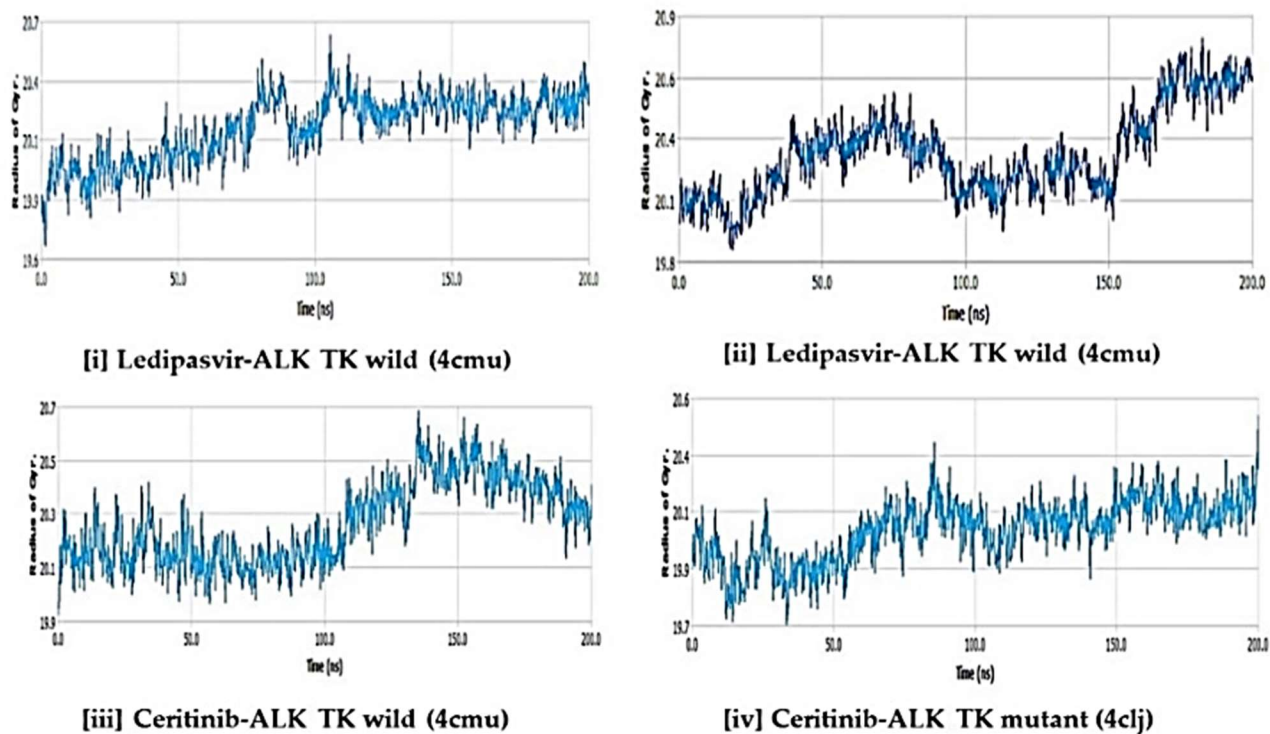 20.7
20.4
20.1
19.9
19.6
Radius of Gyr.
0.0 50.0 100.0 150.0 200.0
Time (ns)
[i] Ledipasvir-ALK TK wild (4cmu)
20.9
20.6
20.4
20.1
19.8
Radius of Gyr.
0.0 50.0 100.0 150.0 200.0
Time (ns)
[ii] Ledipasvir-ALK TK wild (4cmu)
20.7
20.5
20.3
20.1
19.9
Radius of Gyr.
0.0 50.0 100.0 150.0 200.0
Time (ns)
[iii] Ceritinib-ALK TK wild (4cmu)
20.6
20.4
20.1
19.9
19.7
Radius of Gyr.
0.0 50.0 100.0 150.0 200.0
Time (ns)
[iv] Ceritinib-ALK TK mutant (4clj)